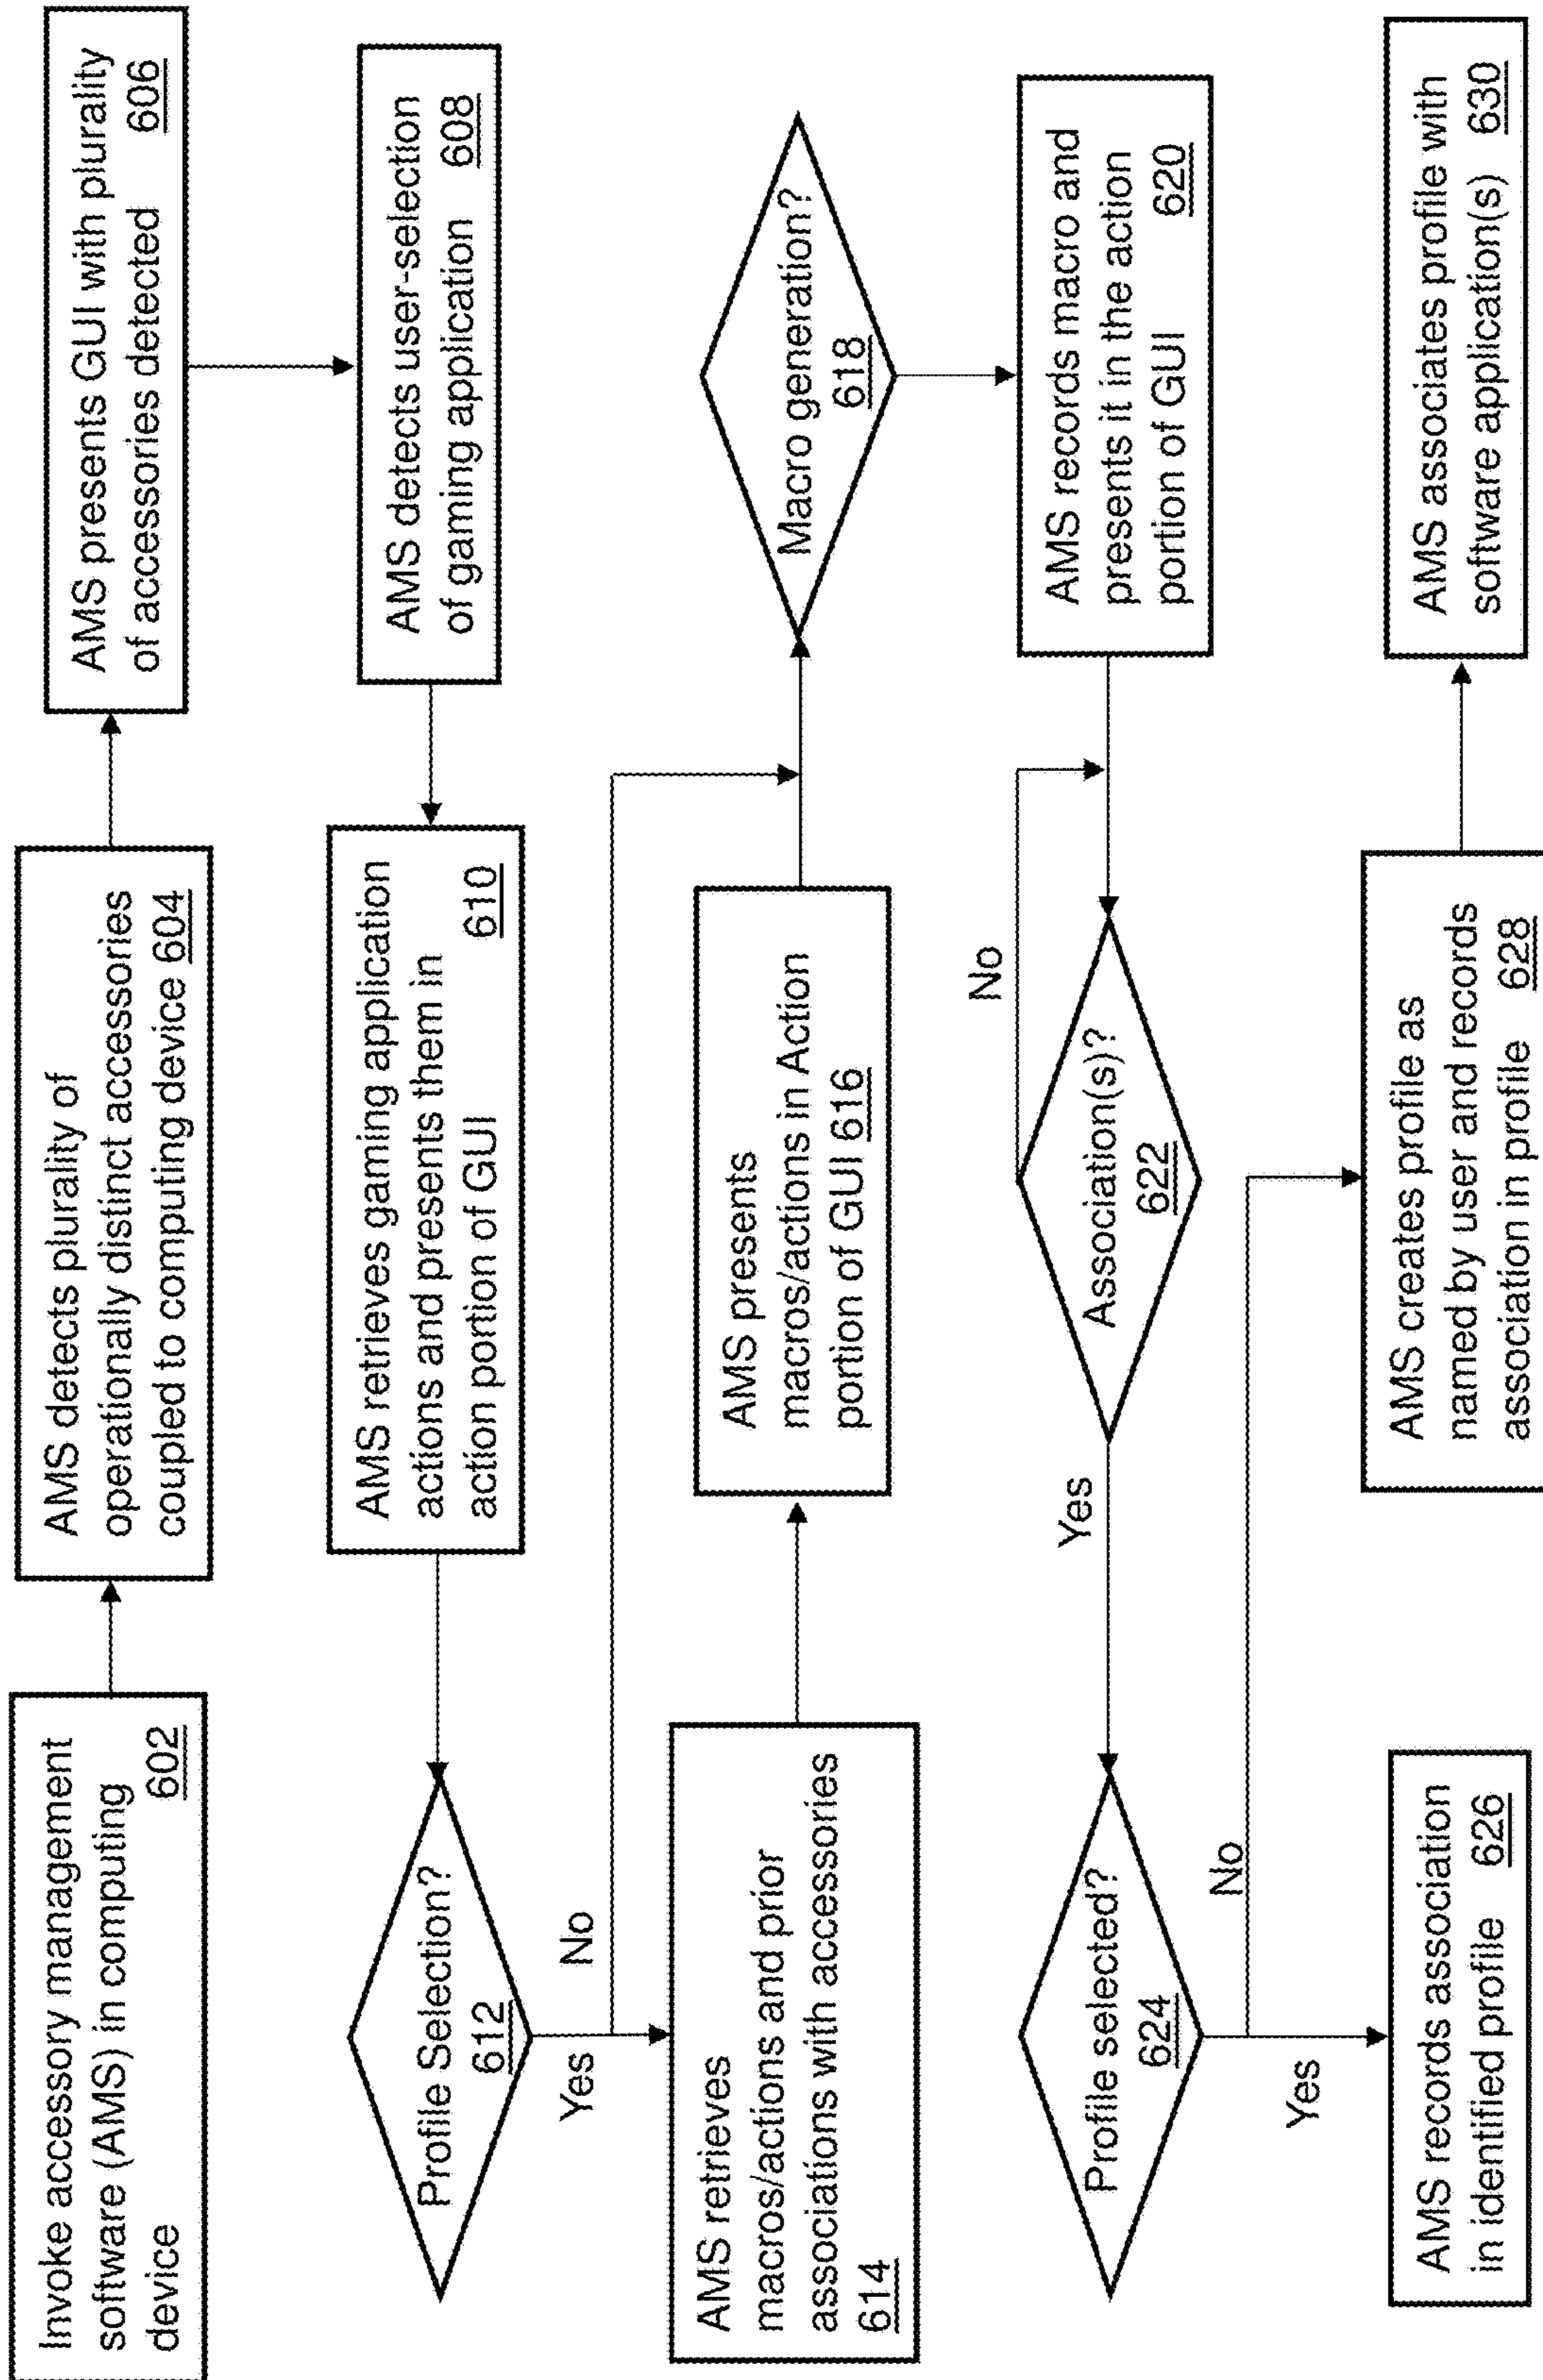 Invoke accessory management
software (AMS) in computing
device 602
AMS detects plurality of
operationally distinct accessories
coupled to computing device 604
AMS presents GUI with plurality
of accessories detected 606
AMS detects user-selection
of gaming application 608
AMS retrieves gaming application
actions and presents them in
action portion of GUI 610
Profile Selection?
612
Yes
No
AMS retrieves
macros/actions and prior
associations with accessories
614
AMS presents
macros/actions in Action
portion of GUI 616
Macro generation?
618
AMS records macro and
presents it in the action
portion of GUI 620
Association(s)?
622
No
Yes
Profile selected?
624
Yes
No
AMS records association
in identified profile 626
AMS creates profile as
named by user and records
association in profile 628
AMS associates profile with
software application(s) 630